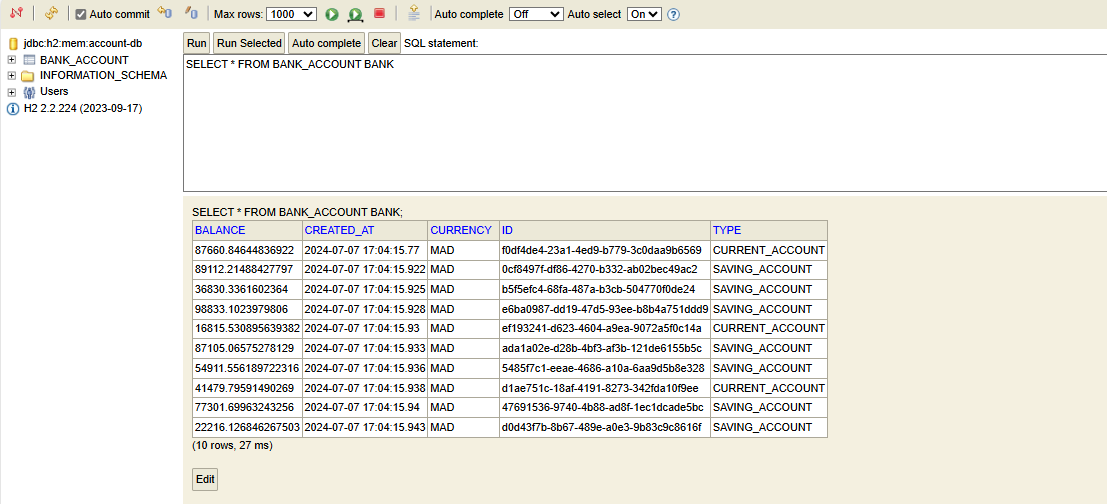 Auto commit Max rows: 1000 Auto complete Off Auto select On
jdbc:h2:mem:account-db
BANK_ACCOUNT
INFORMATION_SCHEMA
Users
H2 2.2.224 (2023-09-17)
Run Run Selected Auto complete Clear SQL statement:
SELECT * FROM BANK_ACCOUNT BANK
SELECT * FROM BANK_ACCOUNT BANK;
BALANCE CREATED_AT CURRENCY ID TYPE
87660.84644836922 2024-07-07 17:04:15.77 MAD f0df4de4-23a1-4ed9-b779-3c0daa9b6569 CURRENT_ACCOUNT
89112.21488427797 2024-07-07 17:04:15.922 MAD 0cf8497f-df86-4270-b332-ab02bec49ac2 SAVING_ACCOUNT
36830.3361602364 2024-07-07 17:04:15.925 MAD b5f5efc4-68fa-487a-b3cb-504770f0de24 SAVING_ACCOUNT
98833.1023979806 2024-07-07 17:04:15.928 MAD e6ba0987-dd19-47d5-93ee-b8b4a751ddd9 SAVING_ACCOUNT
16815.530895639382 2024-07-07 17:04:15.93 MAD ef193241-d623-4604-a9ea-9072a5f0c14a CURRENT_ACCOUNT
87105.06575278129 2024-07-07 17:04:15.933 MAD ada1a02e-d28b-4bf3-af3b-121de6155b5c SAVING_ACCOUNT
54911.556189722316 2024-07-07 17:04:15.936 MAD 5485f7c1-eeae-4686-a10a-6aa9d5b8e328 SAVING_ACCOUNT
41479.79591490269 2024-07-07 17:04:15.938 MAD d1ae751c-18af-4191-8273-342fda10f9ee CURRENT_ACCOUNT
77301.69963243256 2024-07-07 17:04:15.94 MAD 47691536-9740-4b88-ad8f-1ec1dcade5bc SAVING_ACCOUNT
22216.126846267503 2024-07-07 17:04:15.943 MAD d0d43f7b-8b67-489e-a0e3-9b83c9c8616f SAVING_ACCOUNT
(10 rows, 27 ms)
Edit